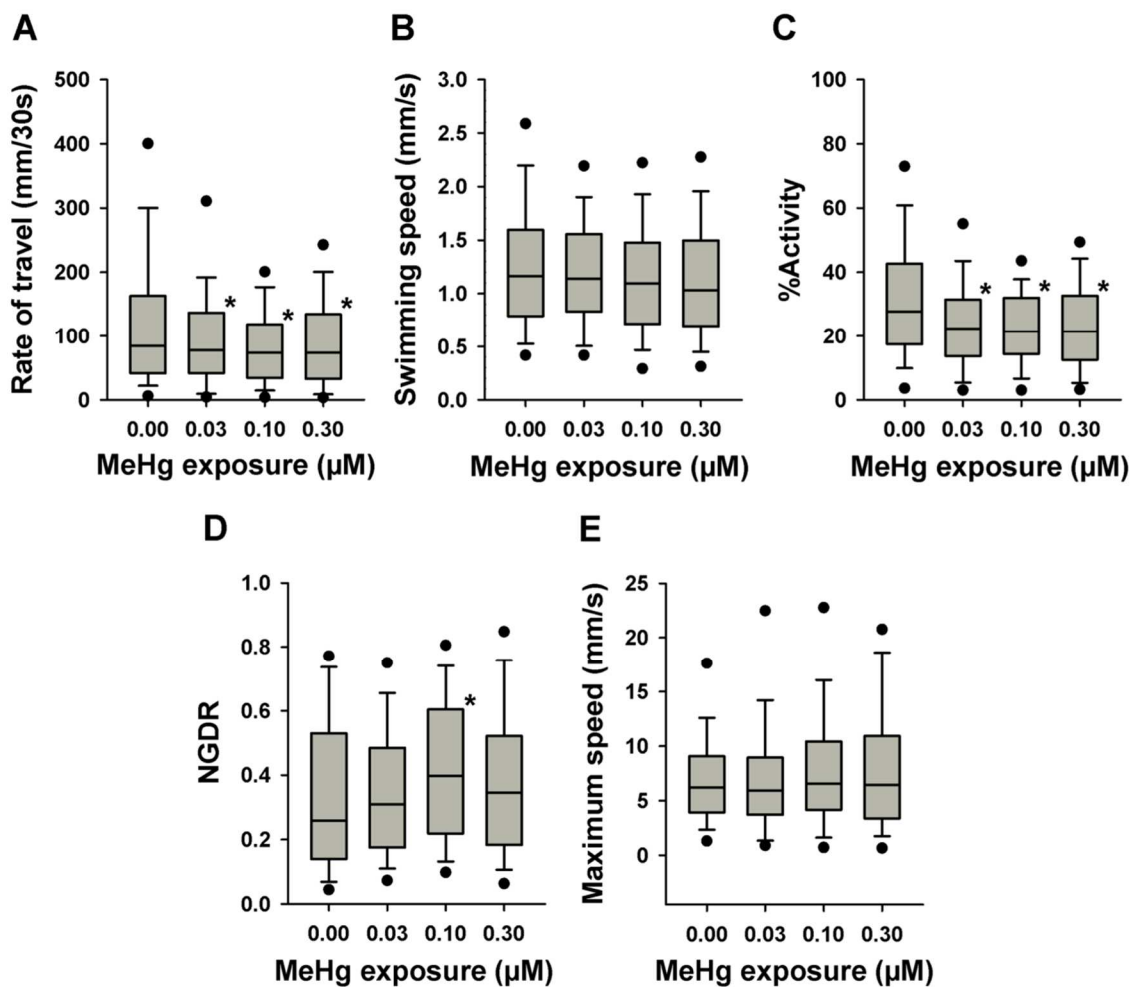 A
B
C
Rate of travel (mm/30s)
500
400
300
200
100
0
*
*
*
0.00 0.03 0.10 0.30
MeHg exposure (µM)
Swimming speed (mm/s)
3.0
2.5
2.0
1.5
1.0
0.5
0.0
0.00 0.03 0.10 0.30
MeHg exposure (µM)
%Activity
100
80
60
40
20
0
*
*
*
0.00 0.03 0.10 0.30
MeHg exposure (µM)
D
E
NGDR
1.0
0.8
0.6
0.4
0.2
0.0
*
0.00 0.03 0.10 0.30
MeHg exposure (µM)
Maximum speed (mm/s)
25
20
15
10
5
0
0.00 0.03 0.10 0.30
MeHg exposure (µM)